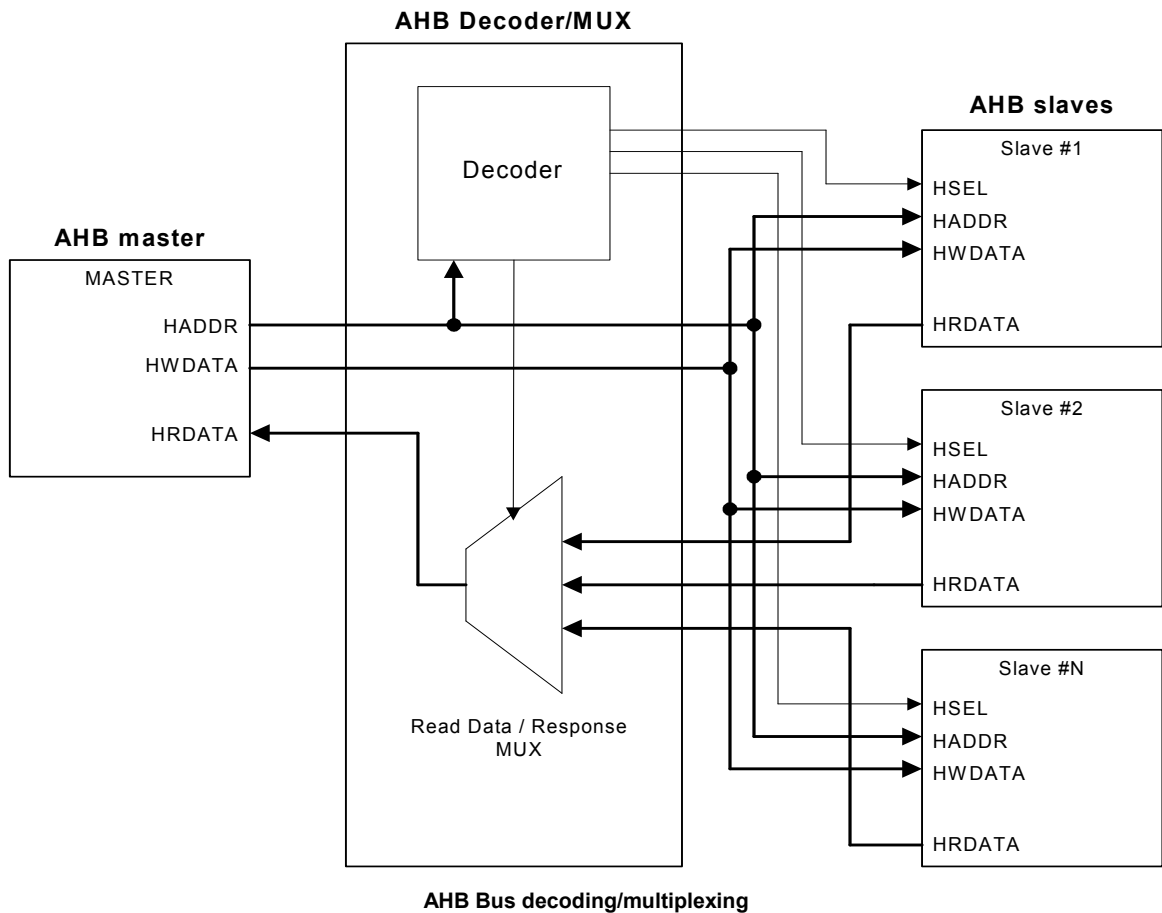 AHB Decoder/MUX
Decoder
Read Data / Response
MUX
AHB master
MASTER
HADDR
HWDATA
HRDATA
AHB slaves
Slave #1
HSEL
HADDR
HWDATA
HRDATA
Slave #2
HSEL
HADDR
HWDATA
HRDATA
Slave #N
HSEL
HADDR
HWDATA
HRDATA
AHB Bus decoding/multiplexing